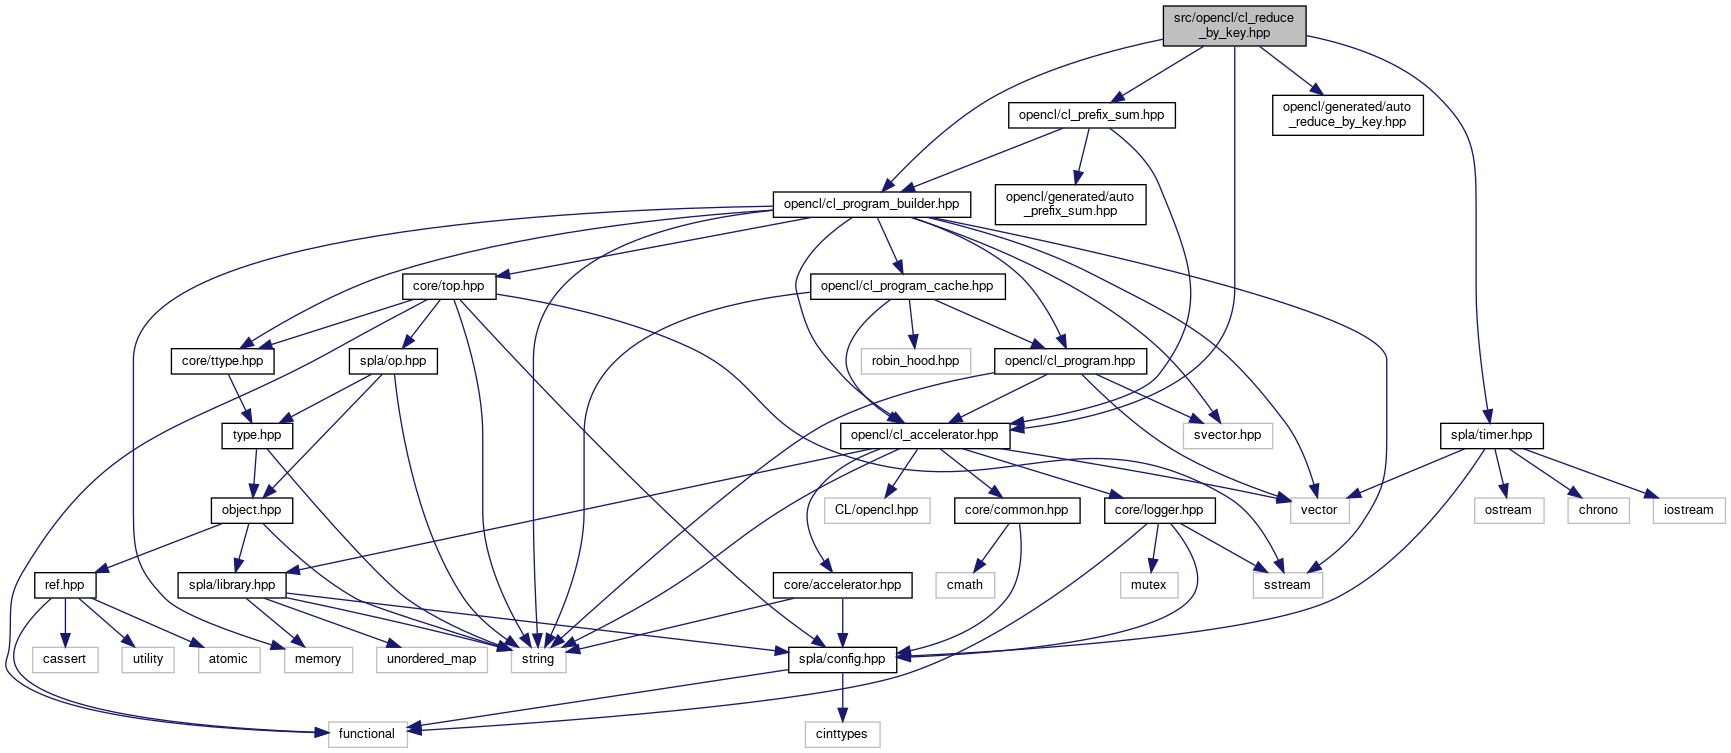 src/opencl/cl_reduce
_by_key.hpp
opencl/cl_prefix_sum.hpp
opencl/generated/auto
_reduce_by_key.hpp
opencl/cl_program_builder.hpp
opencl/generated/auto
_prefix_sum.hpp
core/top.hpp
opencl/cl_program_cache.hpp
core/ttype.hpp
spla/op.hpp
robin_hood.hpp
opencl/cl_program.hpp
type.hpp
opencl/cl_accelerator.hpp
svector.hpp
spla/timer.hpp
object.hpp
CL/opencl.hpp
core/common.hpp
core/logger.hpp
vector
ostream
chrono
iostream
ref.hpp
spla/library.hpp
core/accelerator.hpp
cmath
mutex
sstream
cassert
utility
atomic
memory
unordered_map
string
spla/config.hpp
functional
cinttypes